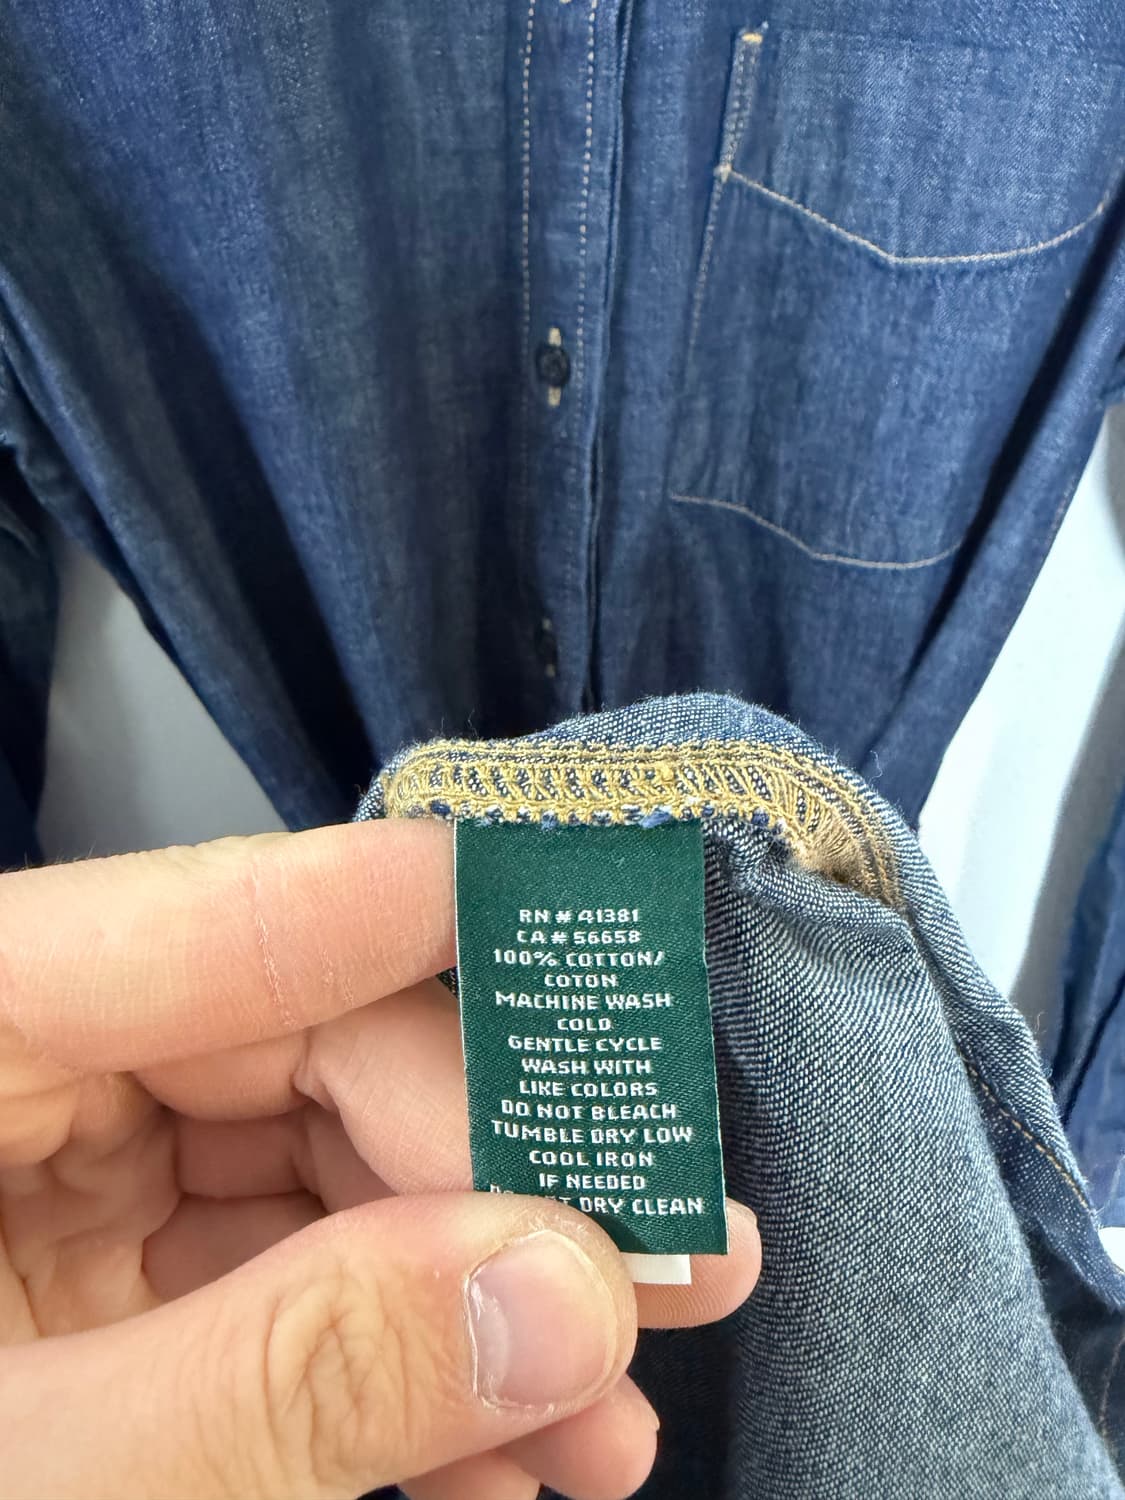 RN # 41381
CA # 56658
100% COTTON/
COTON
MACHINE WASH
COLD
GENTLE CYCLE
WASH WITH
LIKE COLORS
DO NOT BLEACH
TUMBLE DRY LOW
COOL IRON
IF NEEDED
DRY CLEAN